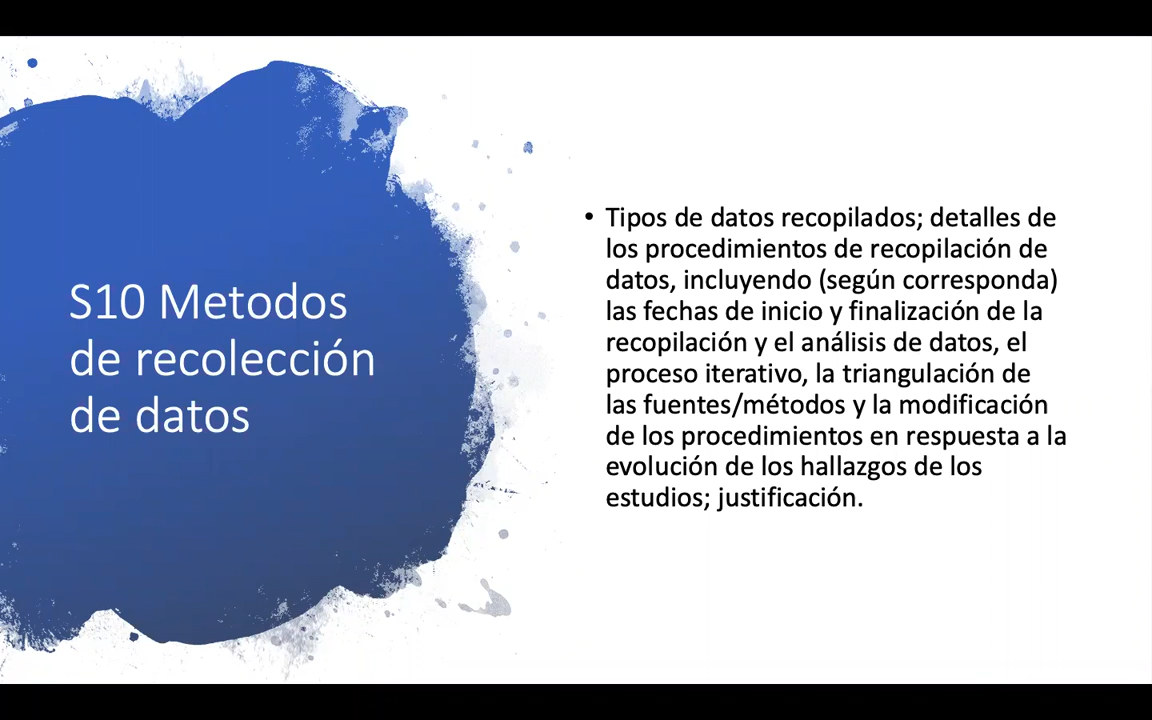 S10 Metodos
de recolección
de datos
• Tipos de datos recopilados; detalles de
los procedimientos de recopilación de
datos, incluyendo (según corresponda)
las fechas de inicio y finalización de la
recopilación y el análisis de datos, el
proceso iterativo, la triangulación de
las fuentes/métodos y la modificación
de los procedimientos en respuesta a la
evolución de los hallazgos de los
estudios; justificación.